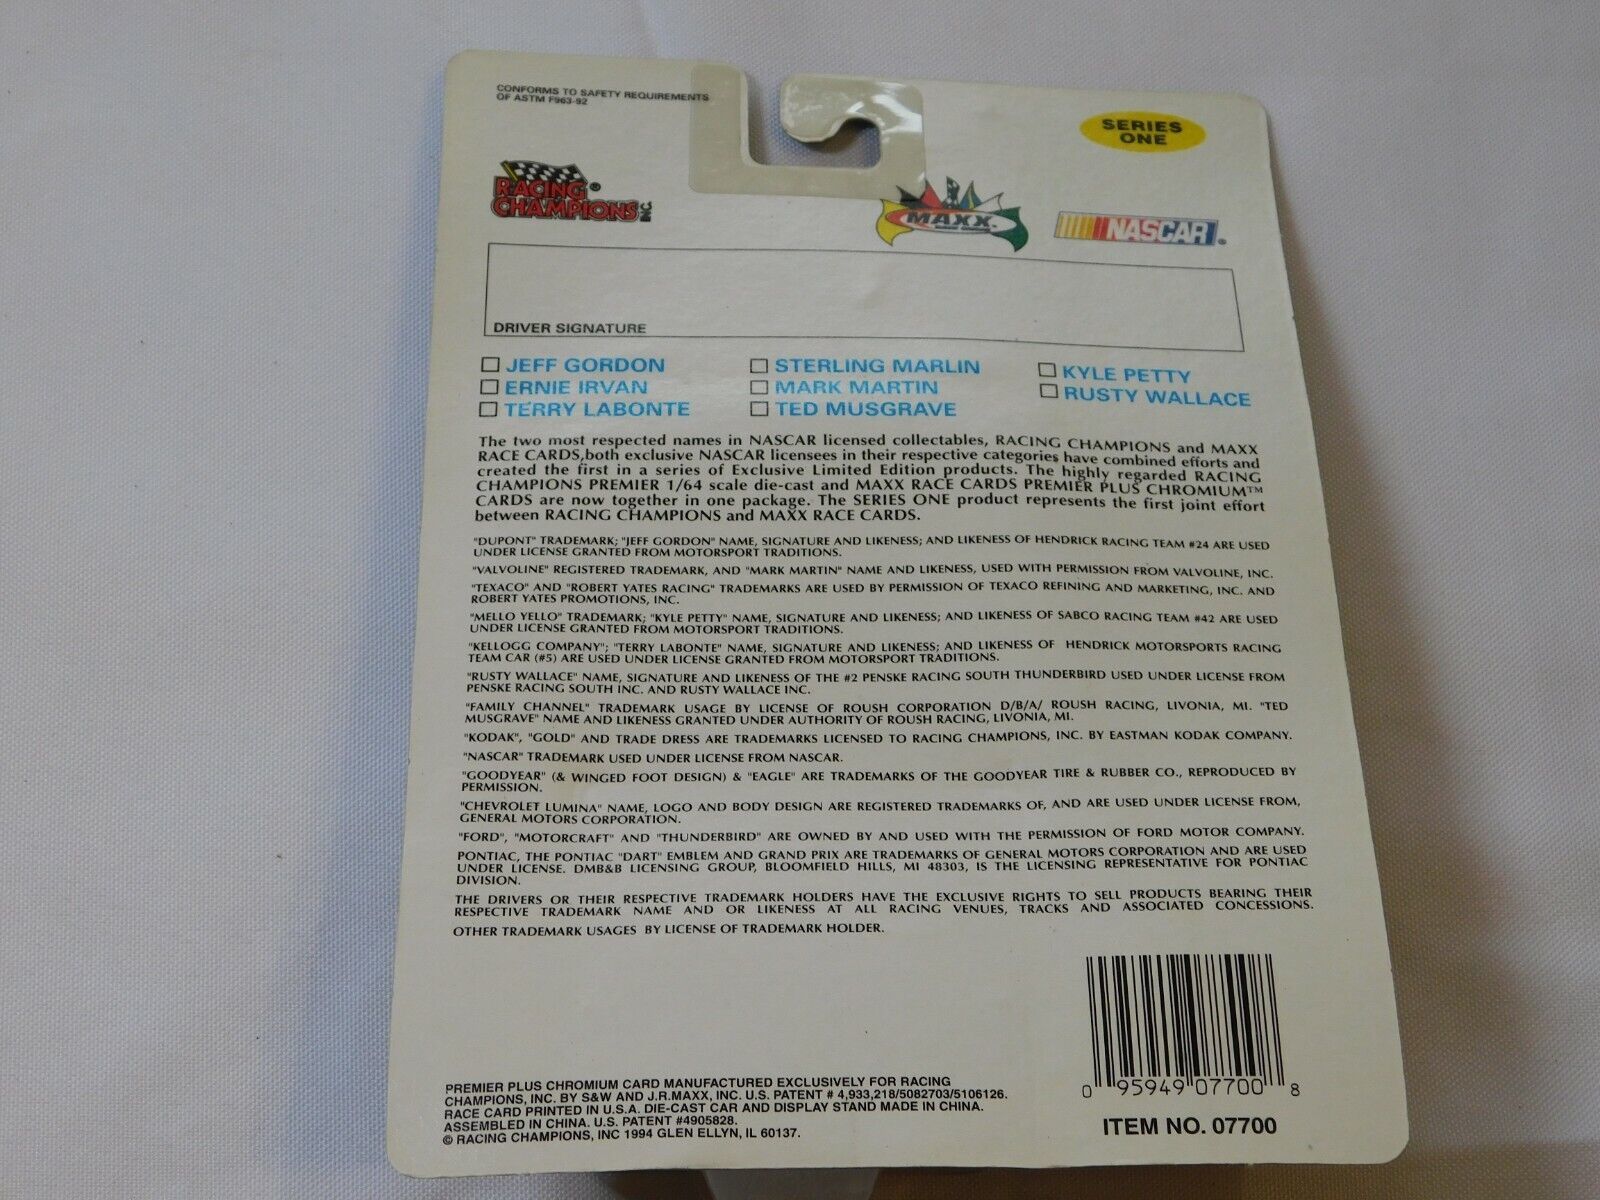 CONFORMS TO SAFETY REQUIREMENTS
OF ASTM F963-92
SERIES
ONE
RACING ®
CHAMPIONS INC.
MAXX
NASCAR®
DRIVER SIGNATURE
JEFF GORDON
ERNIE IRVAN
TERRY LABONTE
STERLING MARLIN
MARK MARTIN
TED MUSGRAVE
KYLE PETTY
RUSTY WALLACE
The two most respected names in NASCAR licensed collectables, RACING CHAMPIONS and MAXX
RACE CARDS,both exclusive NASCAR licensees in their respective categories have combined efforts and
created the first in a series of Exclusive Limited Edition products. The highly regarded RACING
CHAMPIONS PREMIER 1/64 scale die-cast and MAXX RACE CARDS PREMIER PLUS CHROMIUM™
CARDS are now together in one package. The SERIES ONE product represents the first joint effort
between RACING CHAMPIONS and MAXX RACE CARDS.
"DUPONT" TRADEMARK; "JEFF GORDON" NAME, SIGNATURE AND LIKENESS; AND LIKENESS OF HENDRICK RACING TEAM #24 ARE USED
UNDER LICENSE GRANTED FROM MOTORSPORT TRADITIONS.
"VALVOLINE" REGISTERED TRADEMARK, AND "MARK MARTIN" NAME AND LIKENESS, USED WITH PERMISSION FROM VALVOLINE, INC.
"TEXACO" AND "ROBERT YATES RACING" TRADEMARKS ARE USED BY PERMISSION OF TEXACO REFINING AND MARKETING, INC. AND
ROBERT YATES PROMOTIONS, INC.
"MELLO YELLO" TRADEMARK; "KYLE PETTY" NAME, SIGNATURE AND LIKENESS; AND LIKENESS OF SABCO RACING TEAM #42 ARE USED
UNDER LICENSE GRANTED FROM MOTORSPORT TRADITIONS.
"KELLOGG COMPANY"; "TERRY LABONTE" NAME, SIGNATURE AND LIKENESS; AND LIKENESS OF HENDRICK MOTORSPORTS RACING
TEAM CAR (#5) ARE USED UNDER LICENSE GRANTED FROM MOTORSPORT TRADITIONS.
"RUSTY WALLACE" NAME, SIGNATURE AND LIKENESS OF THE #2 PENSKE RACING SOUTH THUNDERBIRD USED UNDER LICENSE FROM
PENSKE RACING SOUTH INC. AND RUSTY WALLACE INC.
"FAMILY CHANNEL" TRADEMARK USAGE BY LICENSE OF ROUSH CORPORATION D/B/A/ ROUSH RACING, LIVONIA, MI. "TED
MUSGRAVE" NAME AND LIKENESS GRANTED UNDER AUTHORITY OF ROUSH RACING, LIVONIA, MI.
"KODAK", "GOLD" AND TRADE DRESS ARE TRADEMARKS LICENSED TO RACING CHAMPIONS, INC. BY EASTMAN KODAK COMPANY.
"NASCAR" TRADEMARK USED UNDER LICENSE FROM NASCAR.
"GOODYEAR" (& WINGED FOOT DESIGN) & "EAGLE" ARE TRADEMARKS OF THE GOODYEAR TIRE & RUBBER CO., REPRODUCED BY
PERMISSION.
"CHEVROLET LUMINA" NAME, LOGO AND BODY DESIGN ARE REGISTERED TRADEMARKS OF, AND ARE USED UNDER LICENSE FROM,
GENERAL MOTORS CORPORATION.
"FORD", "MOTORCRAFT" AND "THUNDERBIRD" ARE OWNED BY AND USED WITH THE PERMISSION OF FORD MOTOR COMPANY.
PONTIAC, THE PONTIAC "DART" EMBLEM AND GRAND PRIX ARE TRADEMARKS OF GENERAL MOTORS CORPORATION AND ARE USED
UNDER LICENSE. DMB&B LICENSING GROUP, BLOOMFIELD HILLS, MI 48303, IS THE LICENSING REPRESENTATIVE FOR PONTIAC
DIVISION.
THE DRIVERS OR THEIR RESPECTIVE TRADEMARK HOLDERS HAVE THE EXCLUSIVE RIGHTS TO SELL PRODUCTS BEARING THEIR
RESPECTIVE TRADEMARK NAME AND OR LIKENESS AT ALL RACING VENUES, TRACKS AND ASSOCIATED CONCESSIONS.
OTHER TRADEMARK USAGES BY LICENSE OF TRADEMARK HOLDER.
PREMIER PLUS CHROMIUM CARD MANUFACTURED EXCLUSIVELY FOR RACING
CHAMPIONS, INC. BY S&W AND J.R.MAXX, INC. U.S. PATENT # 4,933,218/5082703/5106126.
RACE CARD PRINTED IN U.S.A. DIE-CAST CAR AND DISPLAY STAND MADE IN CHINA.
ASSEMBLED IN CHINA. U.S. PATENT #4905828.
© RACING CHAMPIONS, INC 1994 GLEN ELLYN, IL 60137.
0 95949 07700 8
ITEM NO. 07700